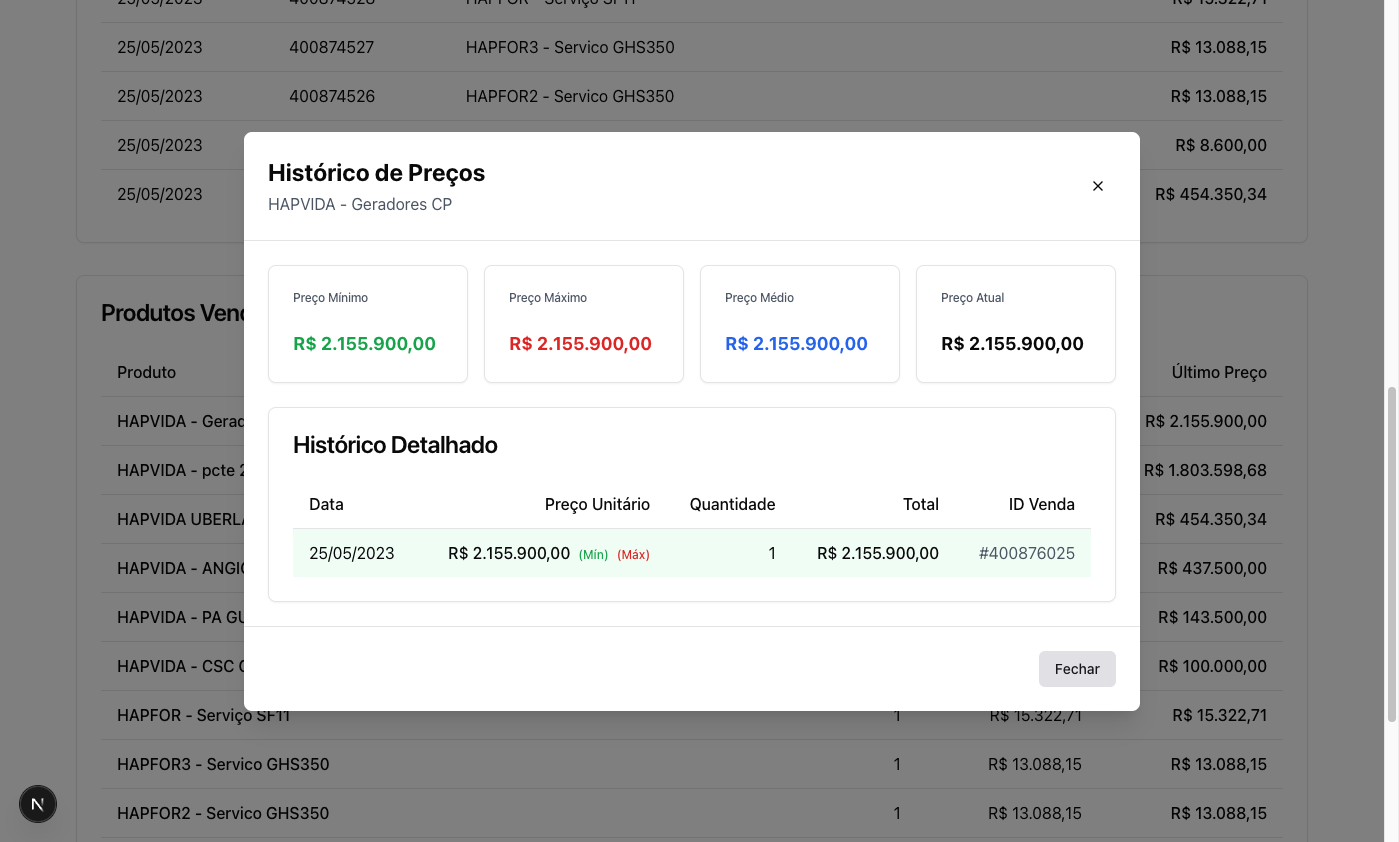 25/05/2023 400874528 HAPFOR - Serviço SF11 R$ 15.322,71
25/05/2023 400874527 HAPFOR3 - Servico GHS350 R$ 13.088,15
25/05/2023 400874526 HAPFOR2 - Servico GHS350 R$ 13.088,15
25/05/2023 R$ 8.600,00
25/05/2023 R$ 454.350,34
Histórico de Preços
HAPVIDA - Geradores CP
Preço Mínimo
R$ 2.155.900,00
Preço Máximo
R$ 2.155.900,00
Preço Médio
R$ 2.155.900,00
Preço Atual
R$ 2.155.900,00
Histórico Detalhado
Data Preço Unitário Quantidade Total ID Venda
25/05/2023 R$ 2.155.900,00 (Mín) (Máx) 1 R$ 2.155.900,00 #400876025
Fechar
Produtos Vend
Produto Último Preço
HAPVIDA - Gerad R$ 2.155.900,00
HAPVIDA - pcte 2 R$ 1.803.598,68
HAPVIDA UBERLA R$ 454.350,34
HAPVIDA - ANGIO R$ 437.500,00
HAPVIDA - PA GU R$ 143.500,00
HAPVIDA - CSC R$ 100.000,00
HAPFOR - Serviço SF11 1 R$ 15.322,71 R$ 15.322,71
HAPFOR3 - Servico GHS350 1 R$ 13.088,15 R$ 13.088,15
HAPFOR2 - Servico GHS350 1 R$ 13.088,15 R$ 13.088,15
N